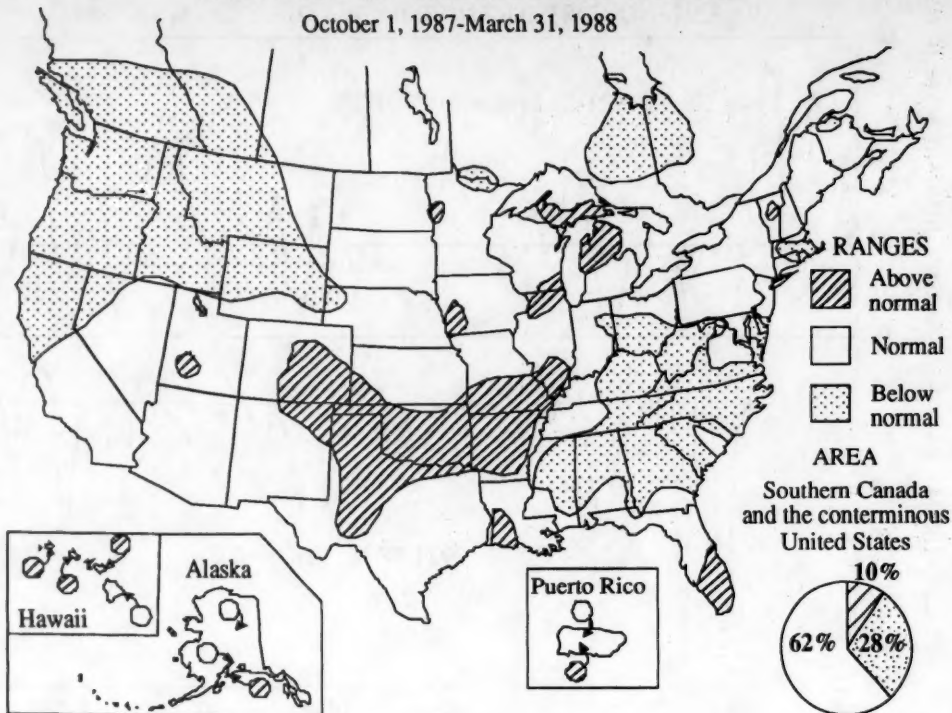 October 1, 1987-March 31, 1988
RANGES
Above
normal
Normal
Below
normal
AREA
Southern Canada
and the conterminous
United States
10%
62%
28%
Hawaii
Alaska
Puerto Rico